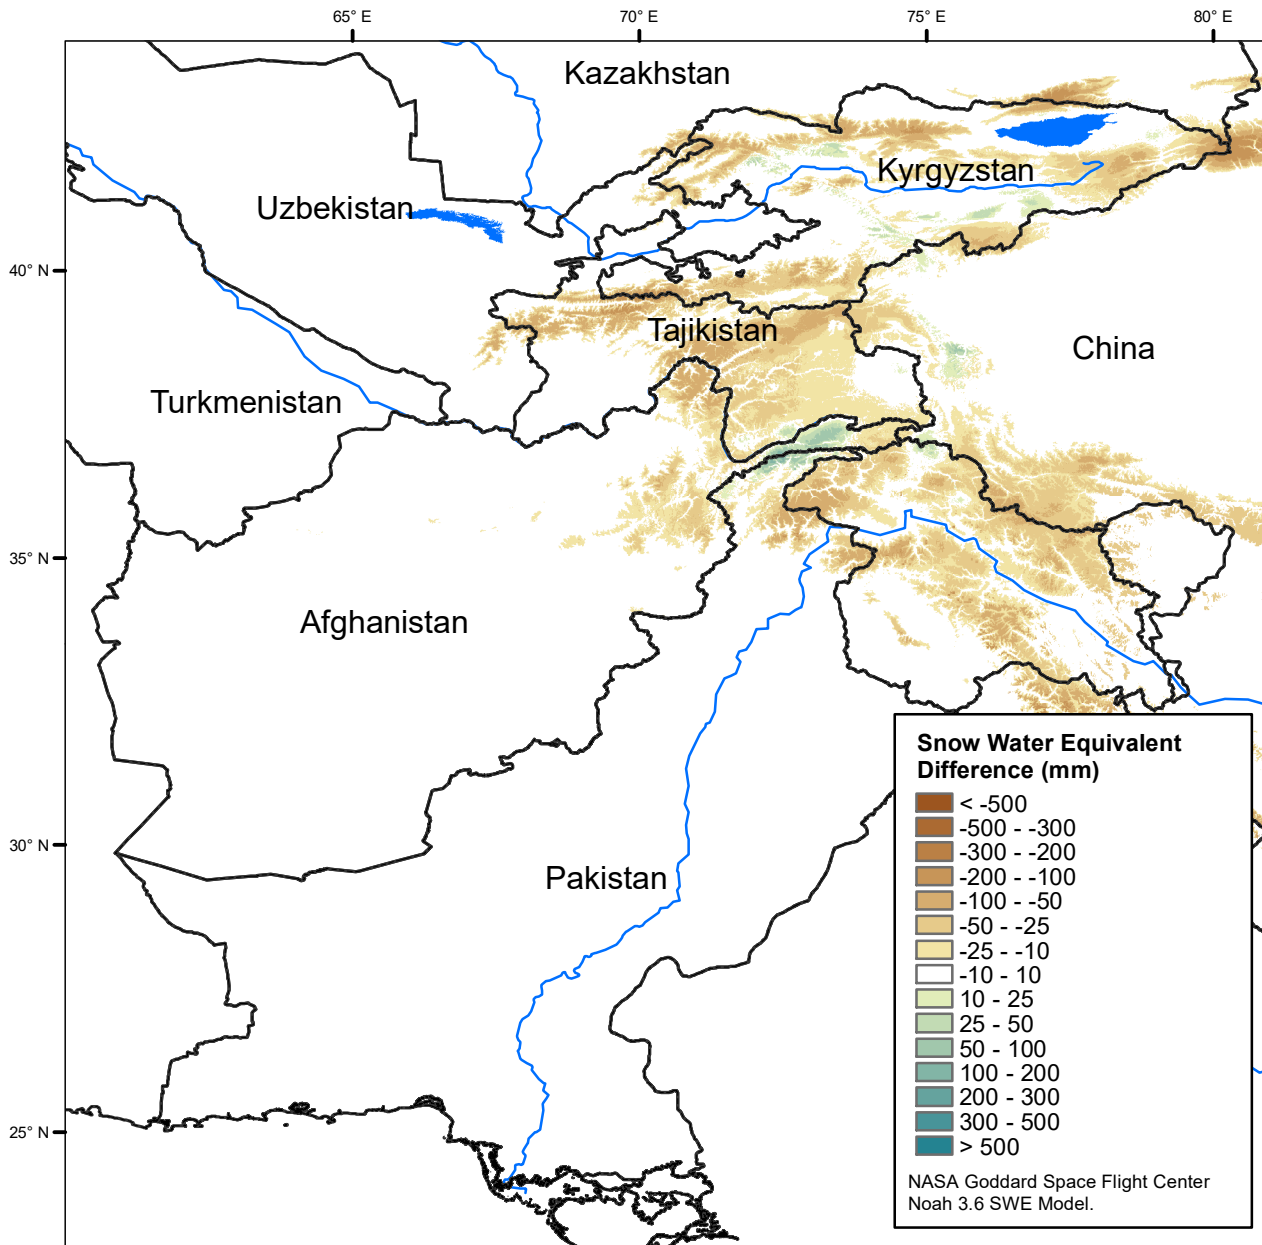 65° E
70° E
75° E
80° E
Kazakhstan
Kyrgyzstan
Uzbekistan
40° N
Tajikistan
China
Turkmenistan
35° N
Afghanistan
30° N
Pakistan
25° N
Snow Water Equivalent
Difference (mm)
< -500
-500 - -300
-300 - -200
-200 - -100
-100 - -50
-50 - -25
-25 - -10
-10 - 10
10 - 25
25 - 50
50 - 100
100 - 200
200 - 300
300 - 500
> 500
NASA Goddard Space Flight Center
Noah 3.6 SWE Model.